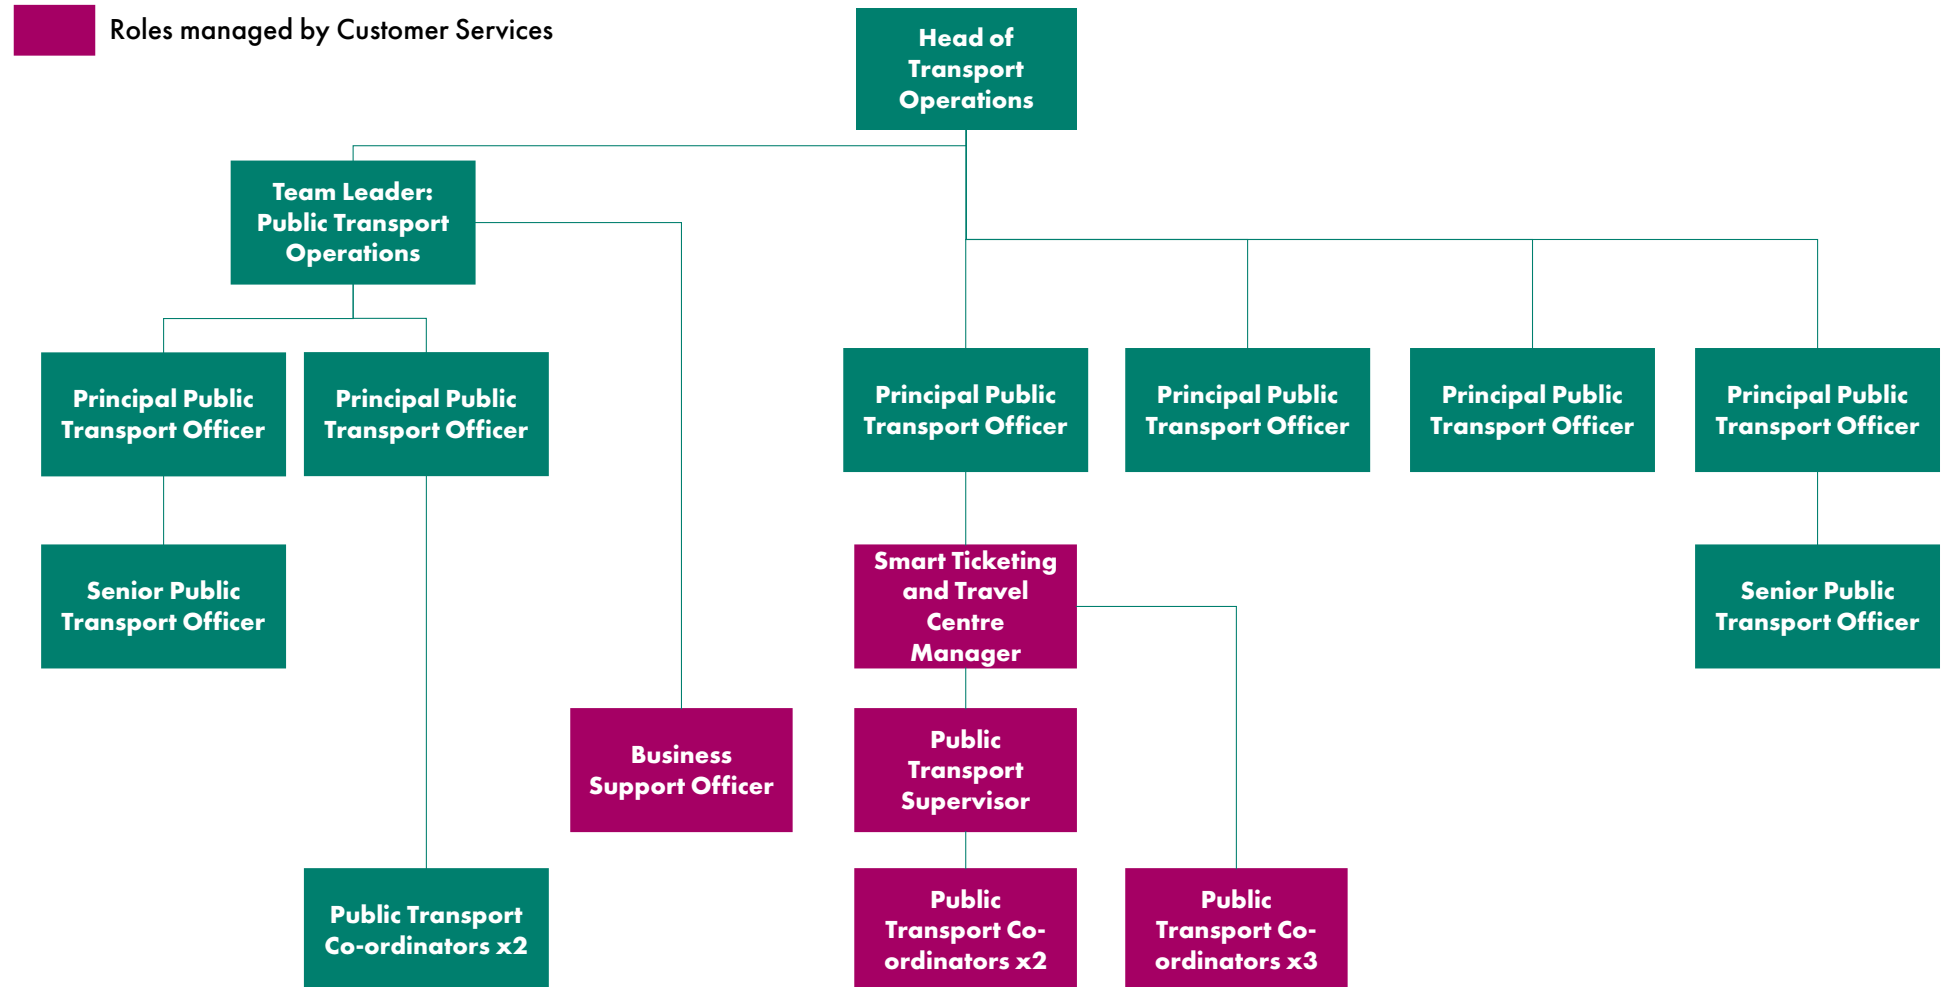 Roles managed by Customer Services
Head of
Transport
Operations
Team Leader:
Public Transport
Operations
Principal Public
Transport Officer
Principal Public
Transport Officer
Principal Public
Transport Officer
Principal Public
Transport Officer
Principal Public
Transport Officer
Principal Public
Transport Officer
Senior Public
Transport Officer
Smart Ticketing
and Travel
Centre
Manager
Senior Public
Transport Officer
Business
Support Officer
Public
Transport
Supervisor
Public Transport
Co-ordinators x2
Public
Transport Co-
ordinators x2
Public
Transport Co-
ordinators x3